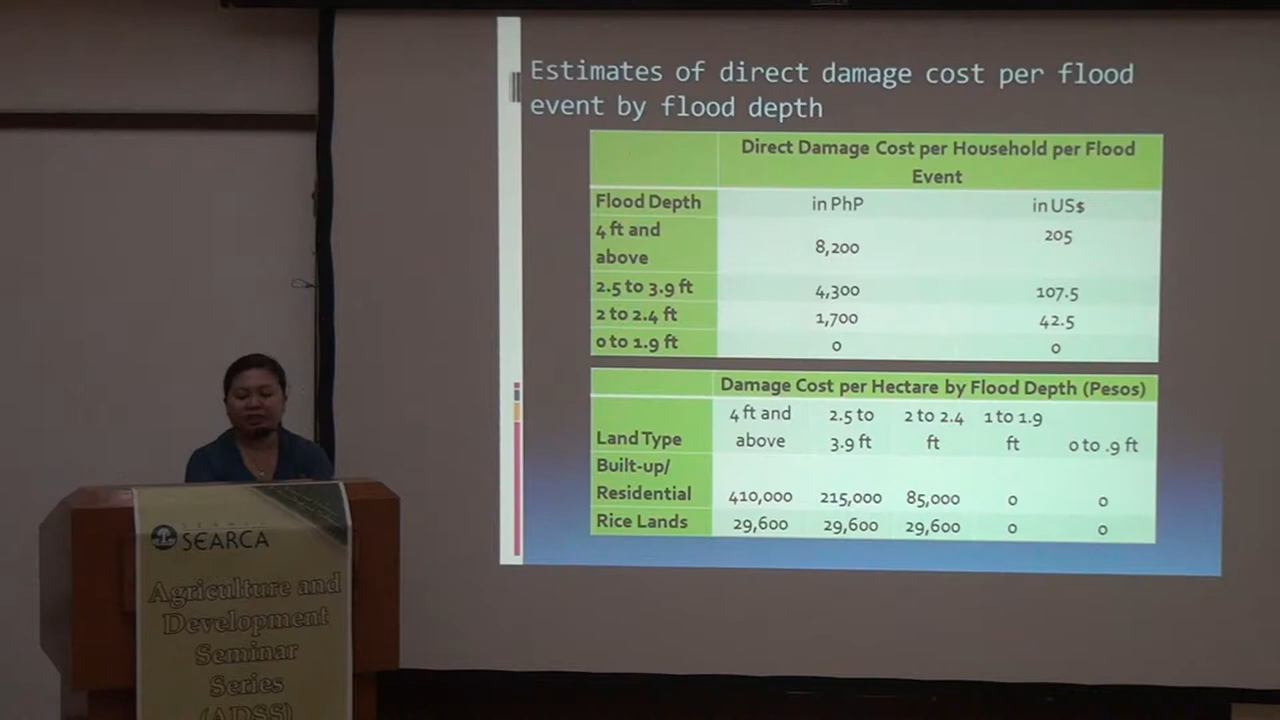 Estimates of direct damage cost per flood
event by flood depth
Direct Damage Cost per Household per Flood
Event
Flood Depth in PhP in US$
4 ft and
above 8,200 205
2.5 to 3.9 ft 4,300 107.5
2 to 2.4 ft 1,700 42.5
0 to 1.9 ft 0 0
Damage Cost per Hectare by Flood Depth (Pesos)
4 ft and 2.5 to 2 to 2.4 1 to 1.9
Land Type above 3.9 ft ft ft 0 to .9 ft
Built-up/
Residential 410,000 215,000 85,000 0 0
Rice Lands 29,600 29,600 29,600 0 0
SEARCA
Agriculture and
Development
Seminar
Series
(ADSS)